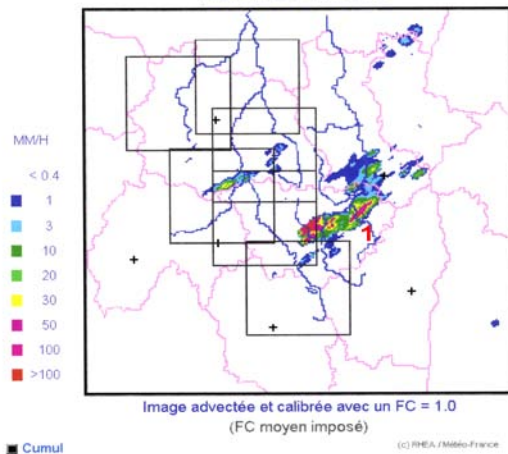 MM/H
< 0.4
1
3
10
20
30
50
100
>100
1
Image advectée et calibrée avec un FC = 1.0
(FC moyen imposé)
Cumul
(c) RHEA / Météo-France